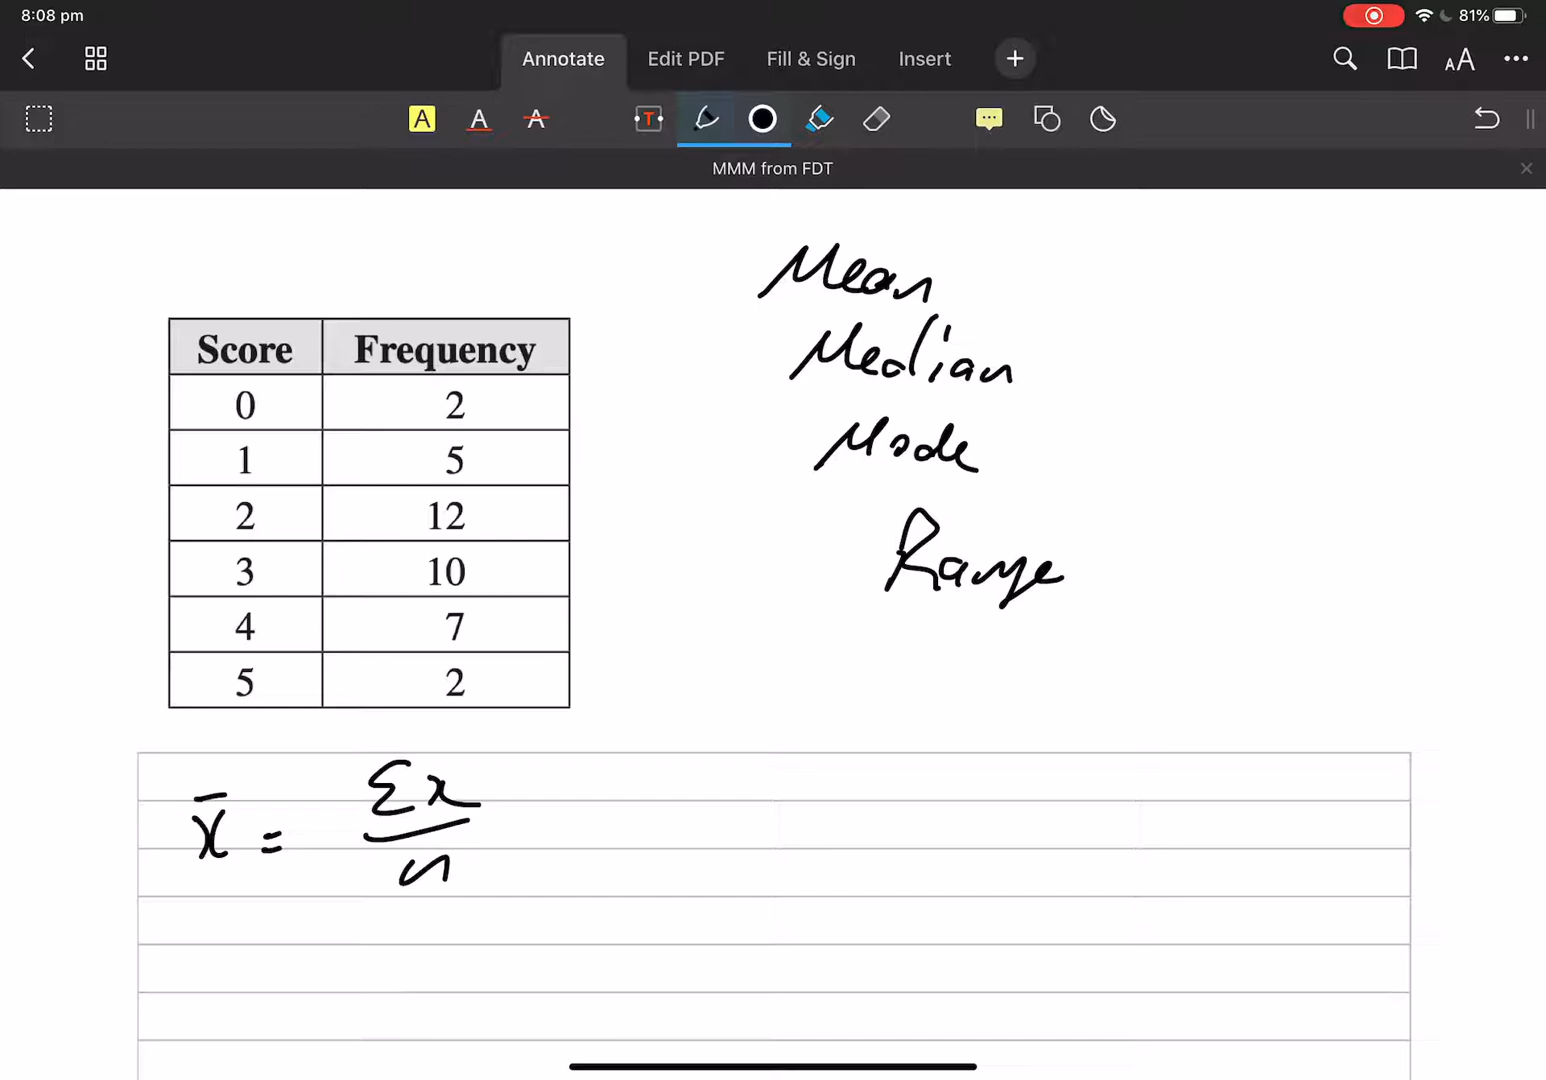 8:08 pm
81%
Annotate Edit PDF Fill & Sign Insert
A A A T
MMM from FDT
Mean
Median
Mode
Range
Score Frequency
0 2
1 5
2 12
3 10
4 7
5 2
x̄ = Σx/n